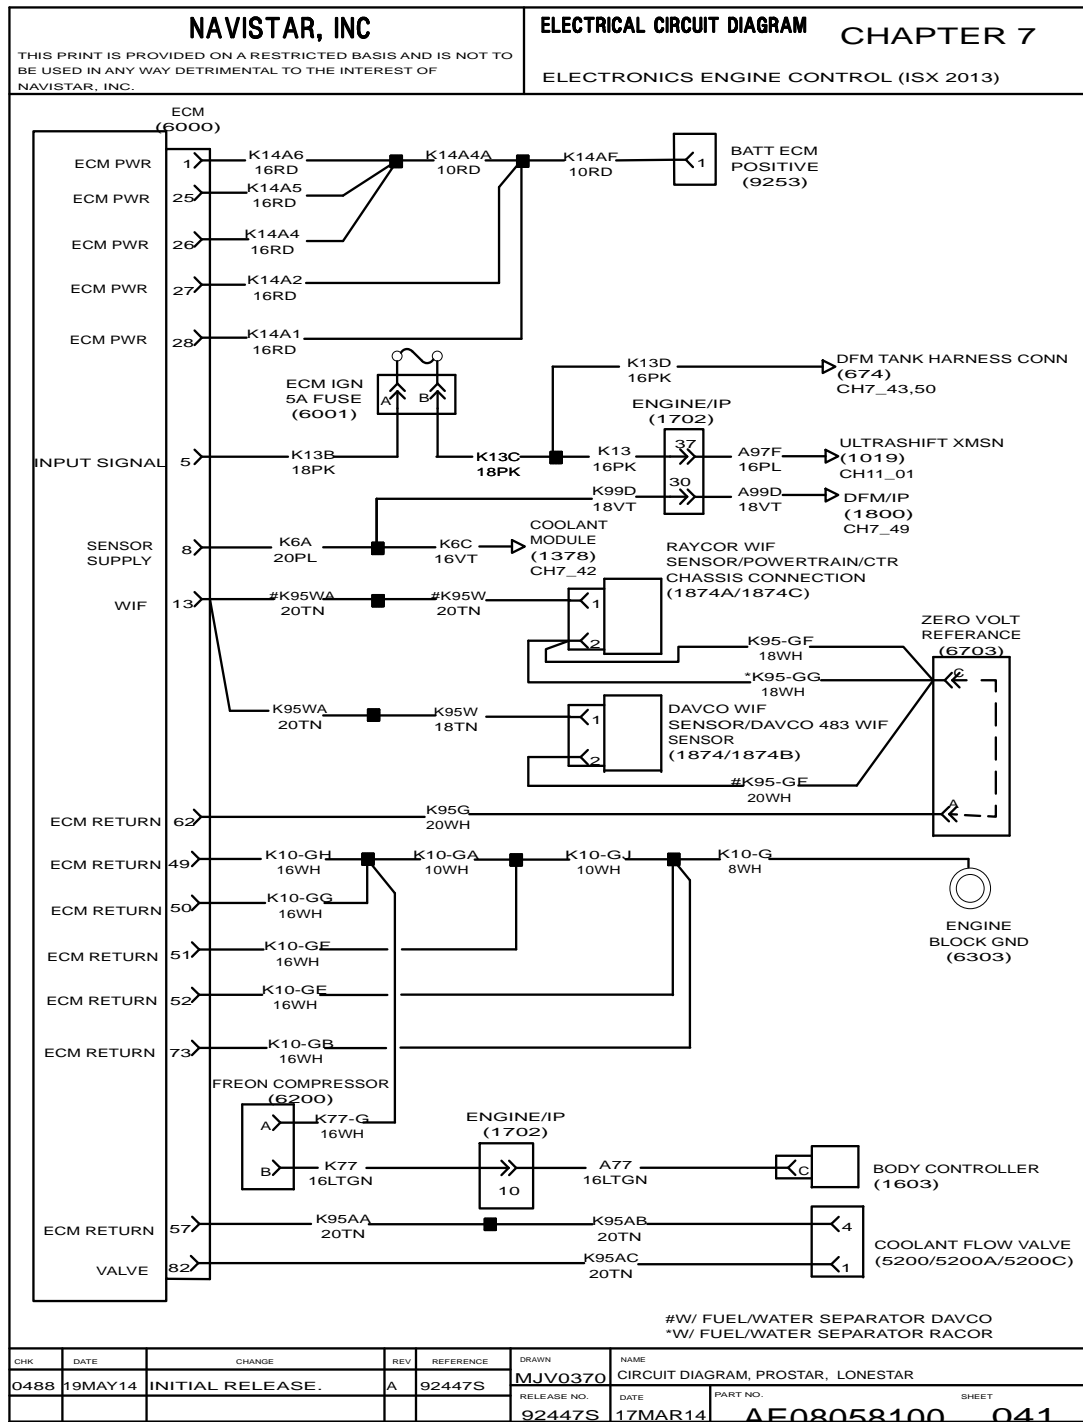 NAVISTAR, INC
THIS PRINT IS PROVIDED ON A RESTRICTED BASIS AND IS NOT TO
BE USED IN ANY WAY DETRIMENTAL TO THE INTEREST OF
NAVISTAR, INC.
ELECTRICAL CIRCUIT DIAGRAM
CHAPTER 7
ELECTRONICS ENGINE CONTROL (ISX 2013)
ECM
(6000)
ECM PWR 1 K14A6 K14A4A K14AF 1
16RD 10RD 10RD
BATT ECM
POSITIVE
(9253)
ECM PWR 25 K14A5
16RD
ECM PWR 26 K14A4
16RD
ECM PWR 27 K14A2
16RD
ECM PWR 28 K14A1
16RD
ECM IGN
5A FUSE
(6001)
A B
K13D
16PK
DFM TANK HARNESS CONN
(674)
CH7_43,50
ENGINE/IP
(1702)
INPUT SIGNAL 5 K13B K13C K13 37 A97F
18PK 18PK 16PK 16PL
ULTRASHIFT XMSN
(1019)
CH11_01
K99D 30 A99D
18VT 18VT
DFM/IP
(1800)
CH7_49
SENSOR
SUPPLY
8 K6A K6C
20PL 16VT
COOLANT
MODULE
(1378)
CH7_42
RAYCOR WIF
SENSOR/POWERTRAIN/CTR
CHASSIS CONNECTION
(1874A/1874C)
WIF 13 #K95WA #K95W 1
20TN 20TN
2
ZERO VOLT
REFERANCE
(6703)
K95-GF
18WH
*K95-GG C
18WH
K95WA K95W 1
20TN 18TN
2
DAVCO WIF
SENSOR/DAVCO 483 WIF
SENSOR
(1874/1874B)
#K95-GE
20WH
ECM RETURN 62 K95G A
20WH
ECM RETURN 49 K10-GH K10-GA K10-GJ K10-G
16WH 10WH 10WH 8WH
ECM RETURN 50 K10-GG
16WH
ENGINE
BLOCK GND
(6303)
ECM RETURN 51 K10-GF
16WH
ECM RETURN 52 K10-GE
16WH
ECM RETURN 73 K10-GB
16WH
FREON COMPRESSOR
(6200)
A K77-G
16WH
ENGINE/IP
(1702)
B K77 A77 C
16LTGN 10 16LTGN
BODY CONTROLLER
(1603)
ECM RETURN 57 K95AA K95AB 4
20TN 20TN
COOLANT FLOW VALVE
(5200/5200A/5200C)
VALVE 82 K95AC 1
20TN
#W/ FUEL/WATER SEPARATOR DAVCO
*W/ FUEL/WATER SEPARATOR RACOR
CHK DATE CHANGE REV REFERENCE
0488 19MAY14 INITIAL RELEASE. A 92447S
DRAWN NAME
MJV0370 CIRCUIT DIAGRAM, PROSTAR, LONESTAR
RELEASE NO. DATE PART NO. SHEET
92447S 17MAR14 AE08058100 041